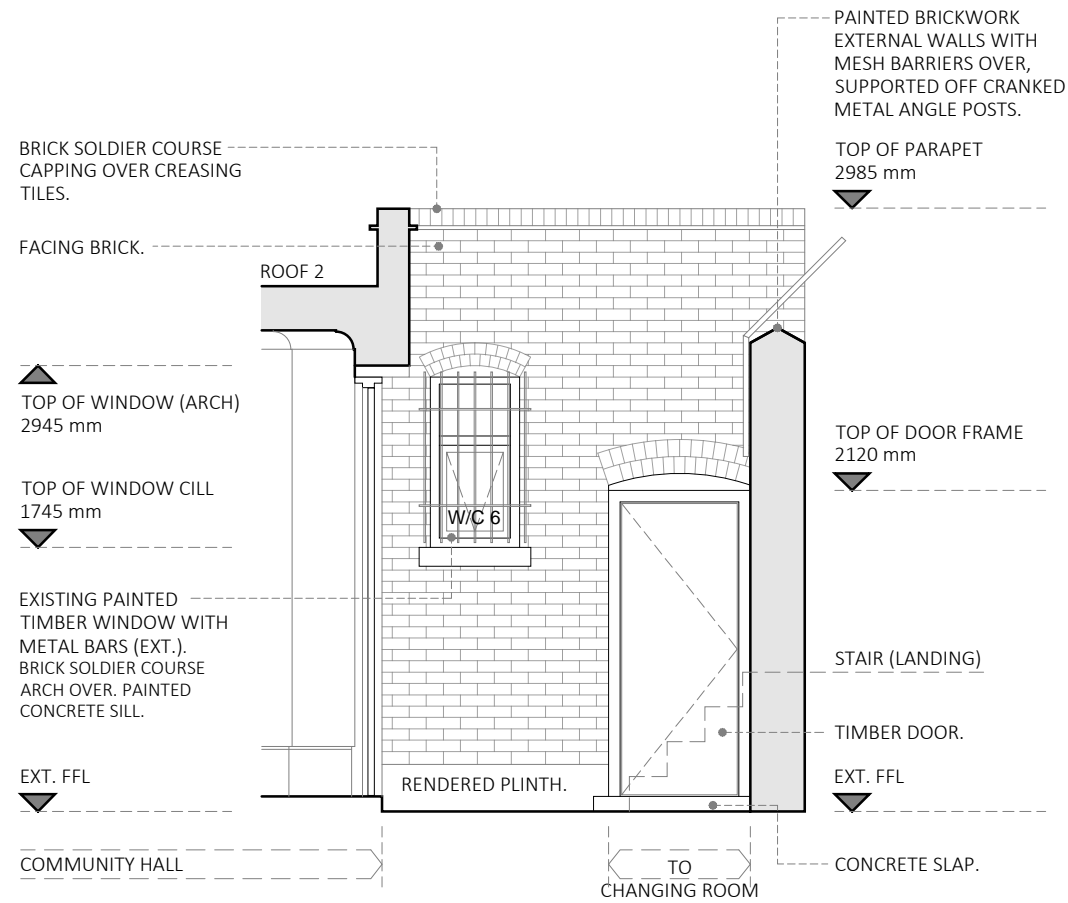 PAINTED BRICKWORK
EXTERNAL WALLS WITH
MESH BARRIERS OVER,
SUPPORTED OFF CRANKED
METAL ANGLE POSTS.
BRICK SOLDIER COURSE
CAPPING OVER CREASING
TILES.
TOP OF PARAPET
2985 mm
FACING BRICK.
ROOF 2
TOP OF WINDOW (ARCH)
2945 mm
TOP OF DOOR FRAME
2120 mm
TOP OF WINDOW CILL
1745 mm
W/C 6
EXISTING PAINTED
TIMBER WINDOW WITH
METAL BARS (EXT.).
BRICK SOLDIER COURSE
ARCH OVER. PAINTED
CONCRETE SILL.
STAIR (LANDING)
TIMBER DOOR.
EXT. FFL
RENDERED PLINTH.
EXT. FFL
COMMUNITY HALL
TO
CHANGING ROOM
CONCRETE SLAP.